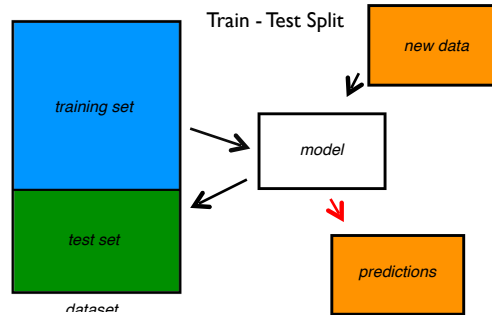 Train - Test Split
new data
training set
model
test set
predictions
dataset